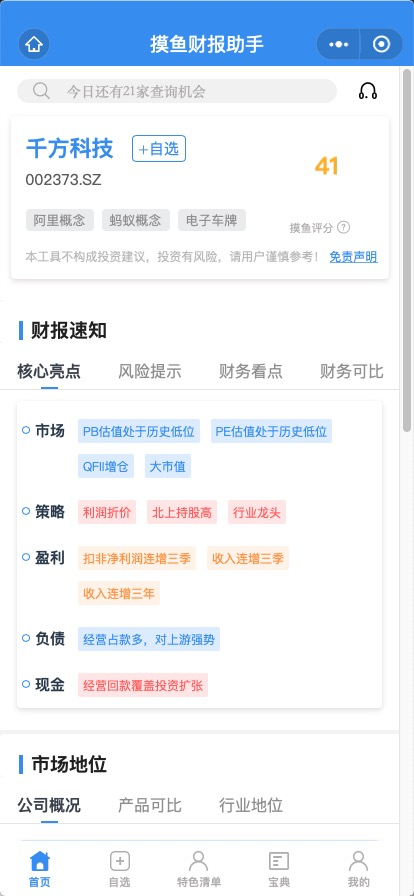 摸鱼财报助手
今日还有21家查询机会
千方科技 +自选
002373.SZ
41
阿里概念 蚂蚁概念 电子车牌
摸鱼评分 ?
本工具不构成投资建议，投资有风险，请用户谨慎参考！ 免责声明
财报速知
核心亮点 风险提示 财务看点 财务可比
市场 PB估值处于历史低位 PE估值处于历史低位
QFII增仓 大市值
策略 利润折价 北上持股高 行业龙头
盈利 扣非净利润连增三季 收入连增三季
收入连增三年
负债 经营占款多，对上游强势
现金 经营回款覆盖投资扩张
市场地位
公司概况 产品可比 行业地位
首页 自选 特色清单 宝典 我的